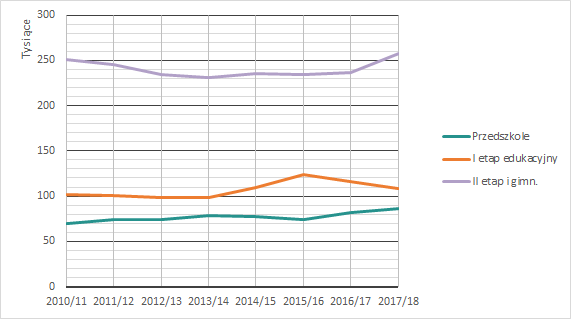 Tysiące
300
250
200
150
100
50
0
2010/11 2011/12 2012/13 2013/14 2014/15 2015/16 2016/17 2017/18
Przedszkole
I etap edukacyjny
II etap i gimn.